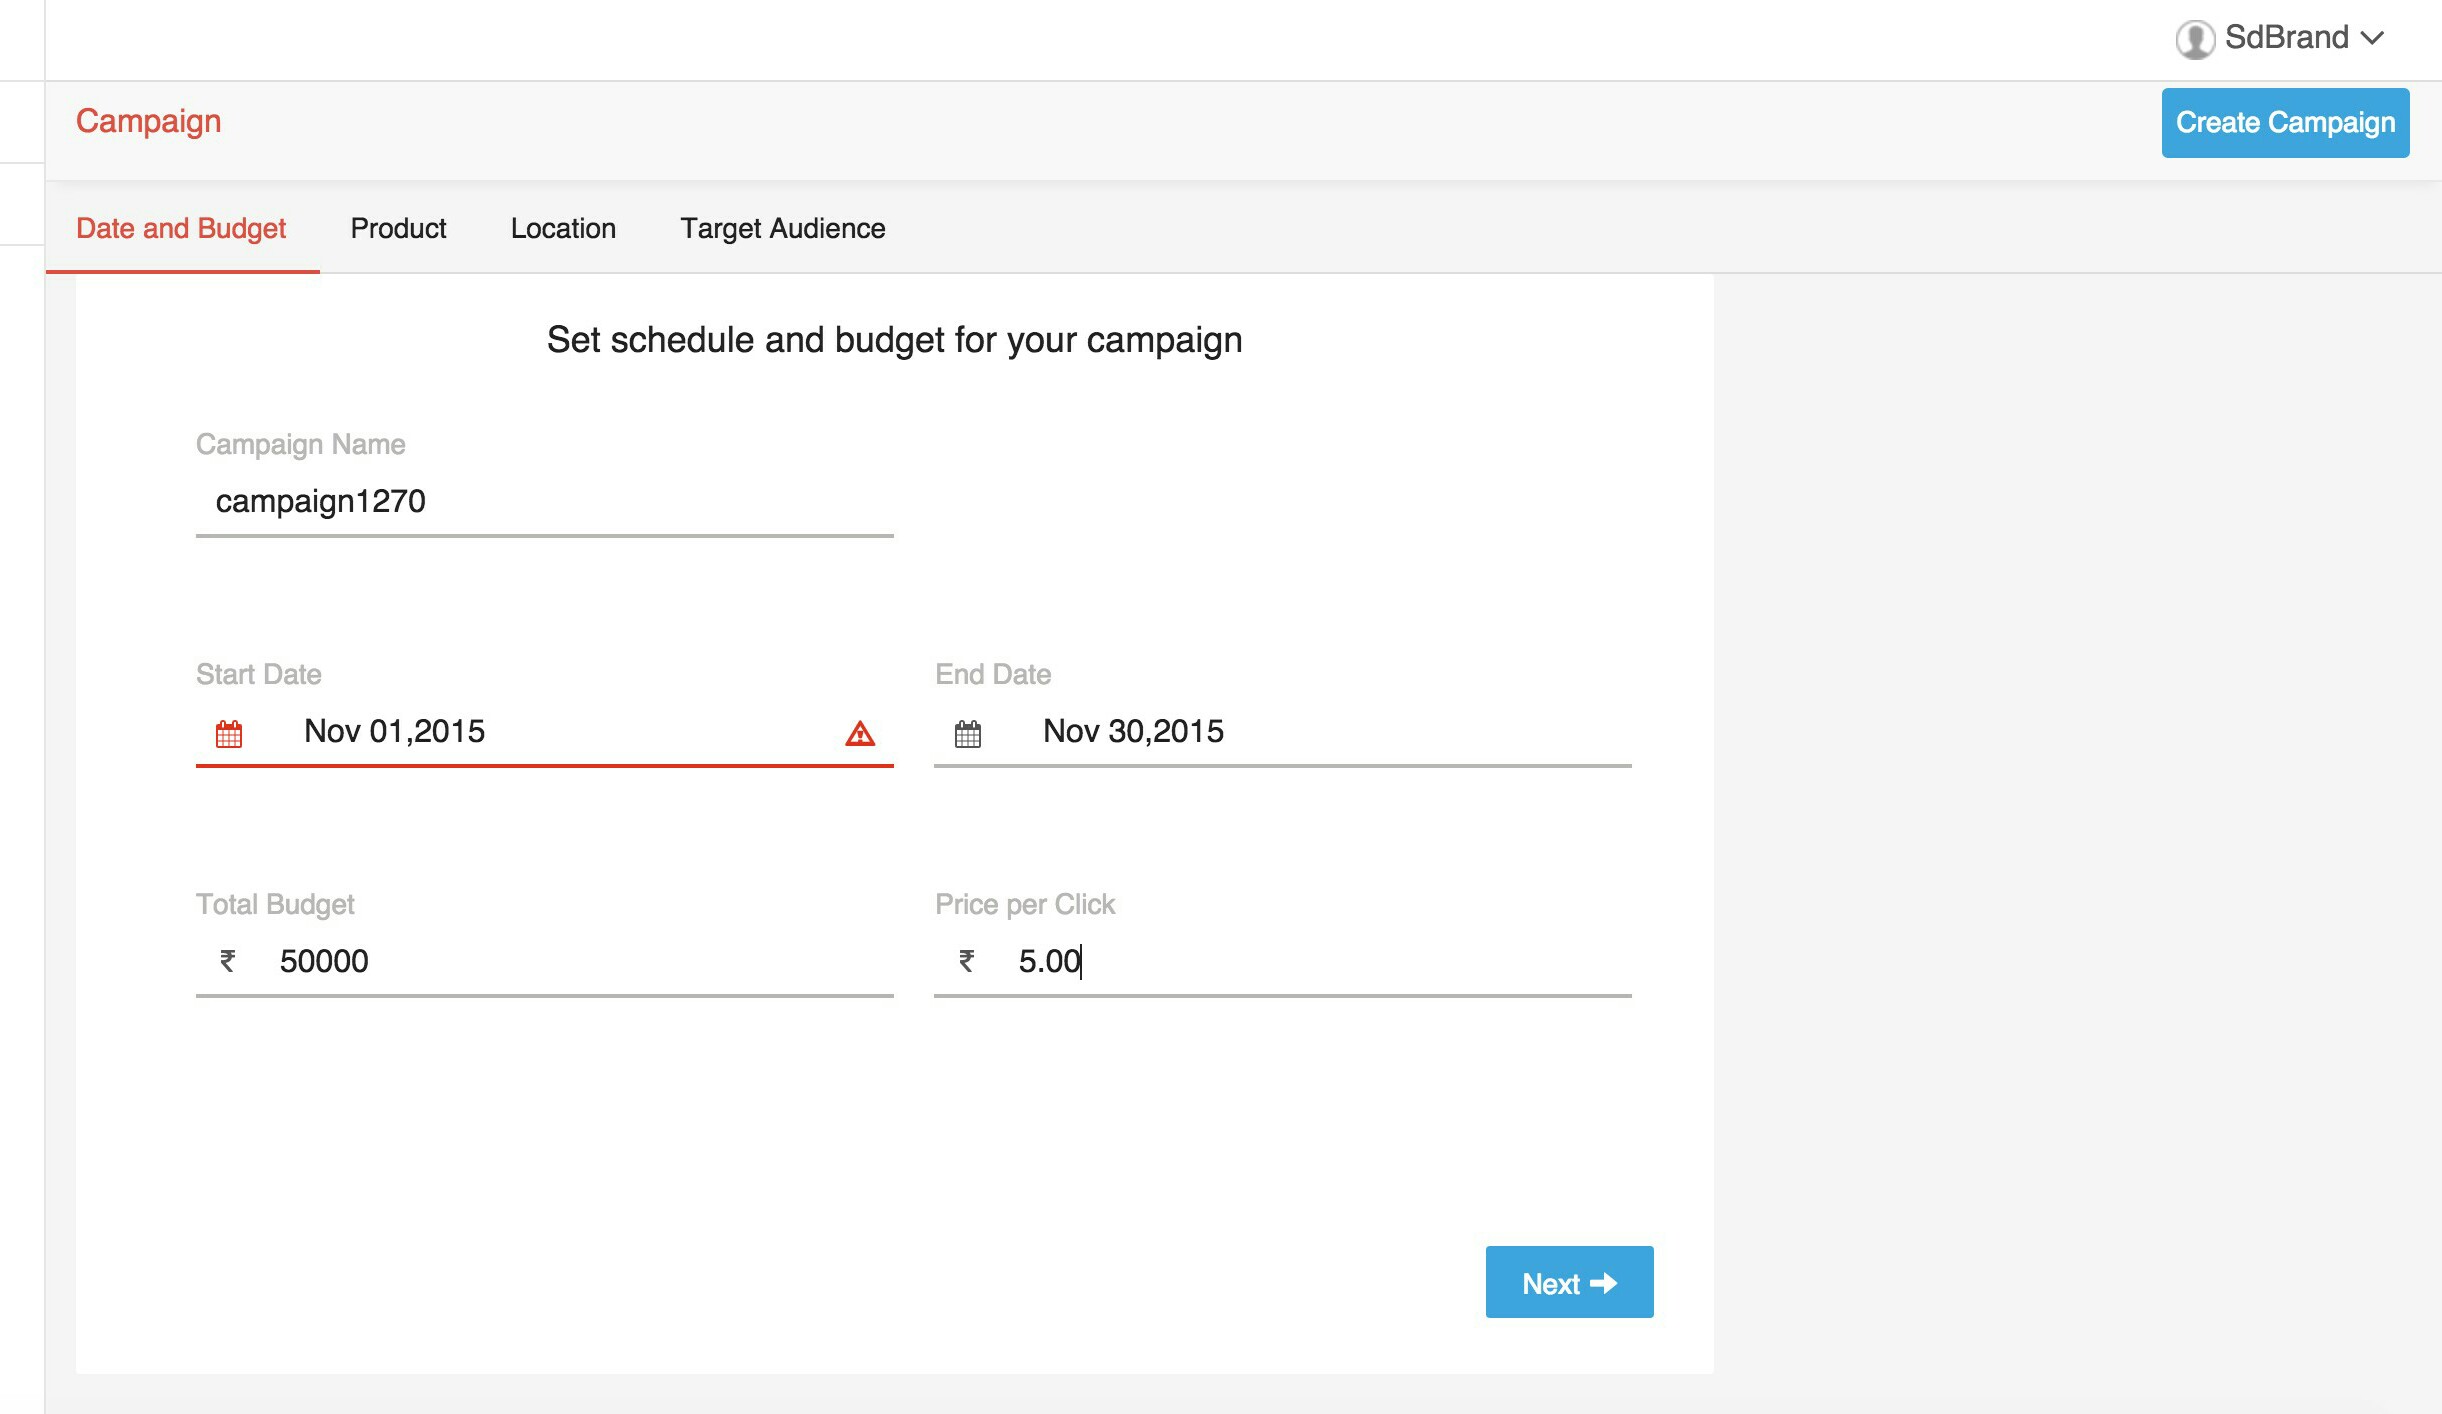 SdBrand
Campaign
Create Campaign
Date and Budget Product Location Target Audience
Set schedule and budget for your campaign
Campaign Name
campaign1270
Start Date End Date
Nov 01,2015 Nov 30,2015
Total Budget Price per Click
₹ 50000 ₹ 5.00
Next